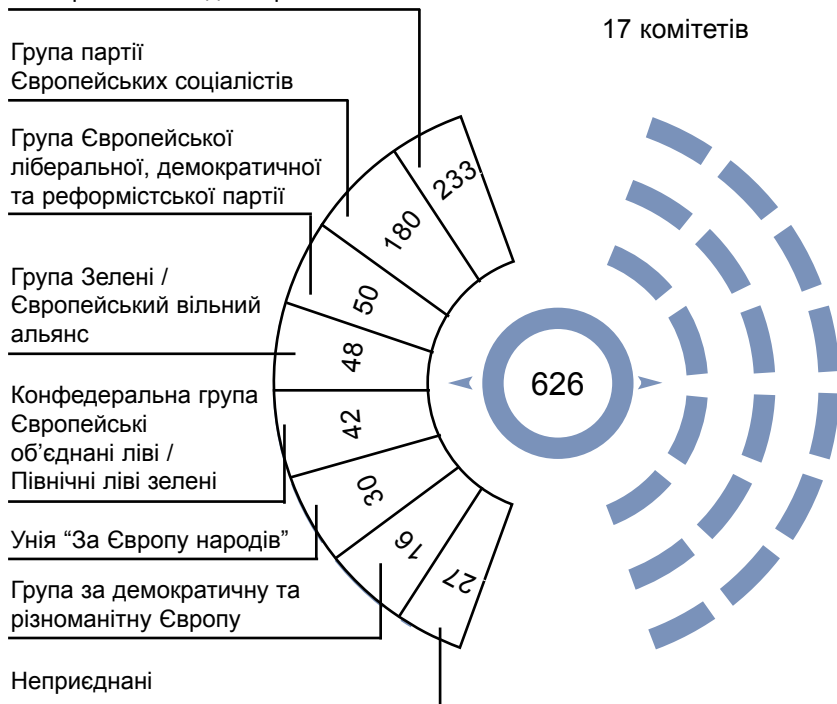 17 комітетів
Група партії
Європейських соціалістів
Група Європейської
ліберальної, демократичної
та реформістської партії
Група Зелені /
Європейський вільний
альянс
Конфедеральна група
Європейські
об’єднані ліві /
Північні ліві зелені
Унія “За Європу народів”
Група за демократичну та
різноманітну Європу
Неприєднані
233
180
50
48
42
30
16
27
626